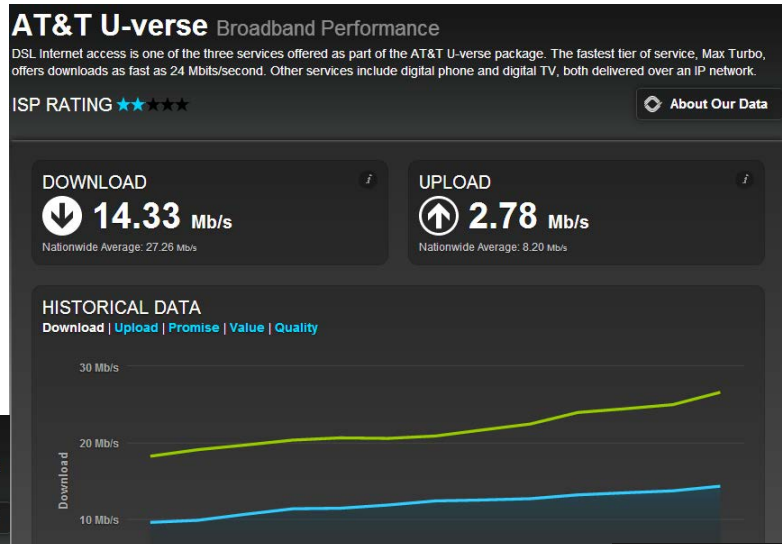 AT&T U-verse Broadband Performance
DSL Internet access is one of the three services offered as part of the AT&T U-verse package. The fastest tier of service, Max Turbo,
offers downloads as fast as 24 Mbits/second. Other services include digital phone and digital TV, both delivered over an IP network.
ISP RATING ★★★★★
About Our Data
DOWNLOAD
14.33 Mb/s
Nationwide Average: 27.26 Mb/s
UPLOAD
2.78 Mb/s
Nationwide Average: 8.20 Mb/s
HISTORICAL DATA
Download | Upload | Promise | Value | Quality
30 Mb/s
20 Mb/s
10 Mb/s
Download